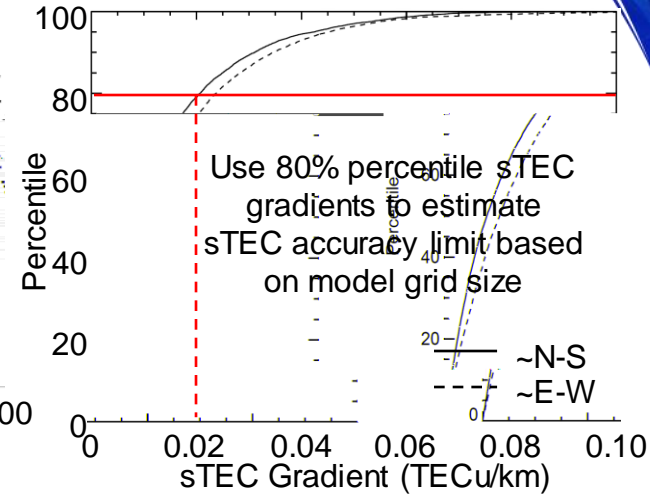 100
80
60
40
20
0
Percentile
Use 80% percentile sTEC
gradients to estimate
sTEC accuracy limit based
on model grid size
Percentile
60
40
20
0
~N-S
~E-W
00
0 0.02 0.04 0.06 0.08 0.10
sTEC Gradient (TECu/km)